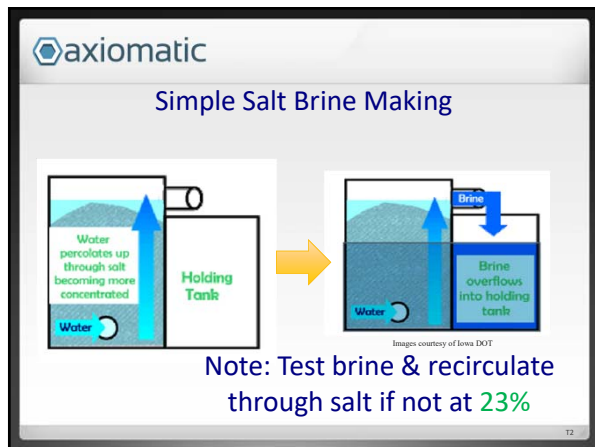 axiomatic
Simple Salt Brine Making
Water
percolates up
through salt
becoming more
concentrated
Holding
Tank
Water
Brine
Brine
overflows
into holding
tank
Water
Images courtesy of Iowa DOT
Note: Test brine & recirculate
through salt if not at 23%
T2